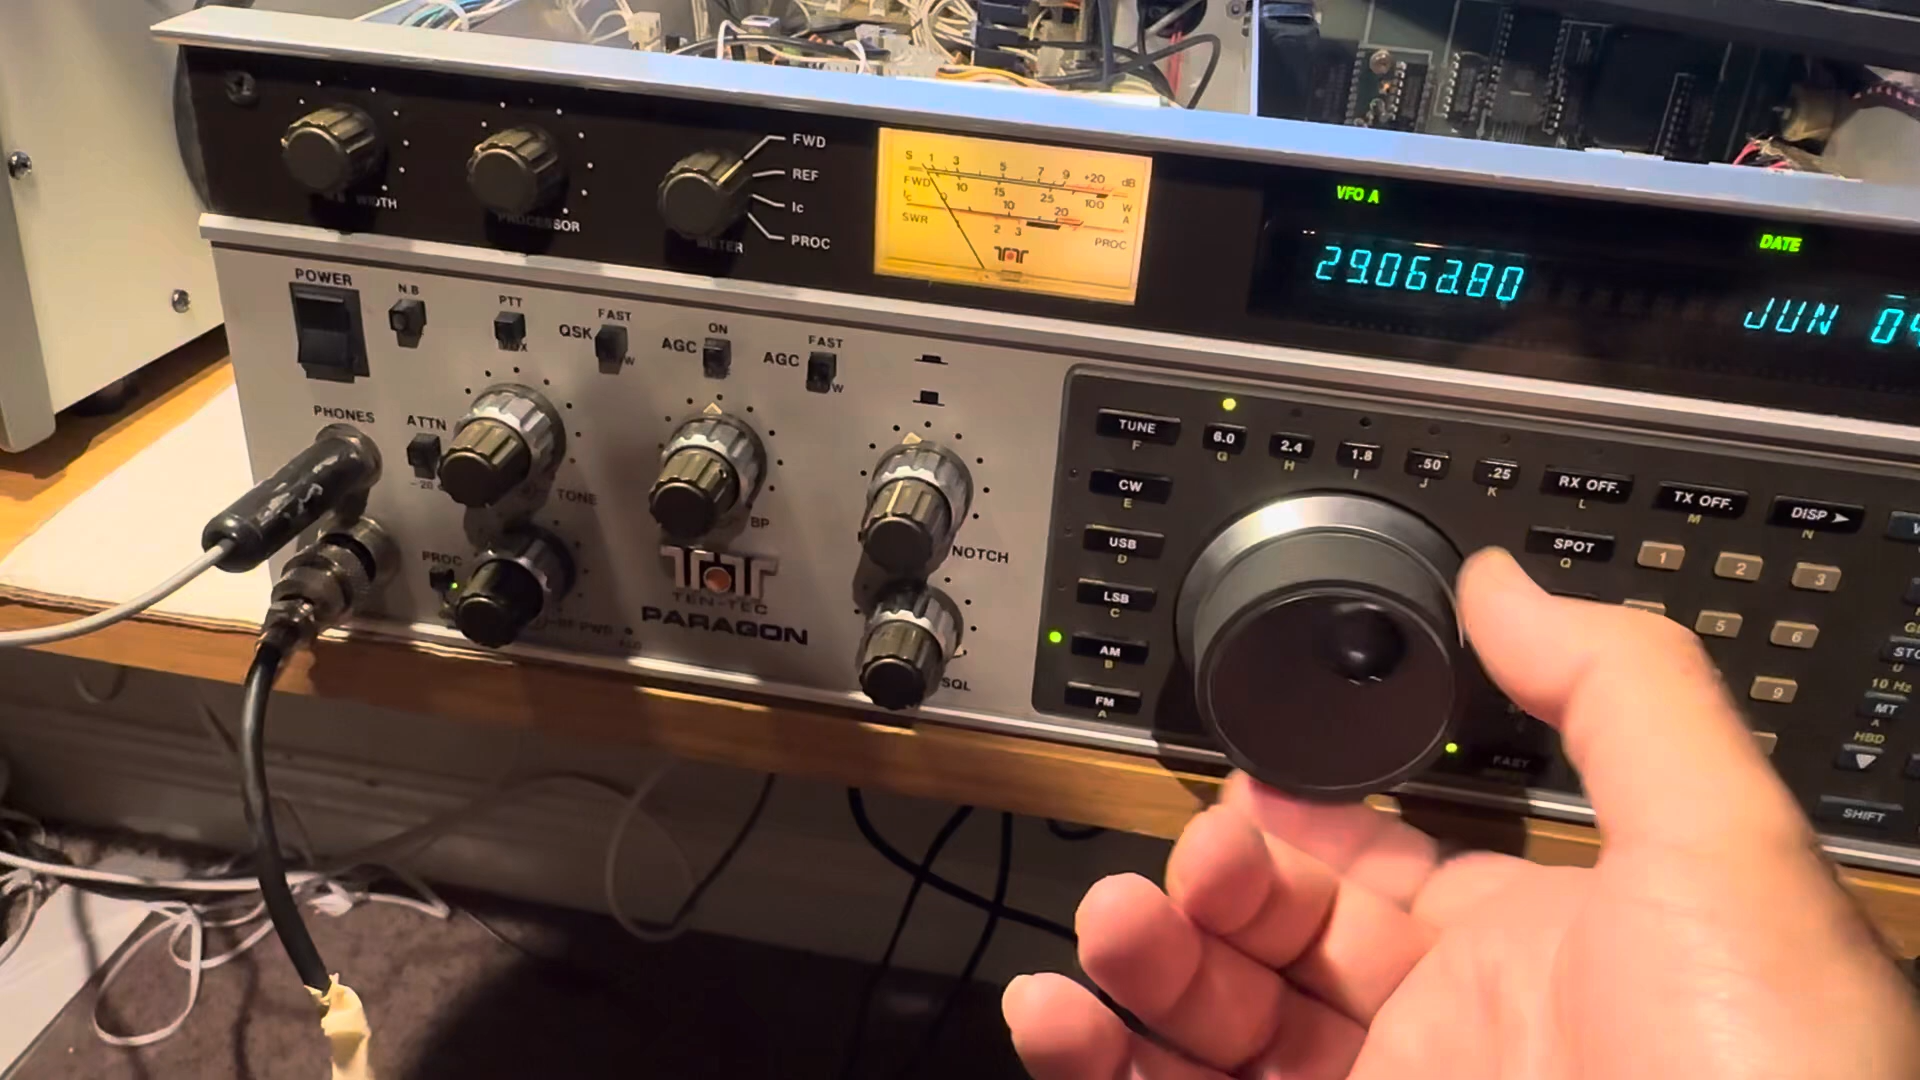 FWD
REF
Ic
PROC
WIDTH
PROCESSOR
METER
S 1 3 5 7 9 +20 dB
FWD 0 10 15 25 100 W
Ic 10 20 A
SWR 2 3 PROC
VFO A
DATE
JUN
POWER
N.B
PTT
QSK FAST
AGC ON
AGC FAST
PHONES
ATTN
TONE
BP
NOTCH
PROC
RF PWR
SQL
TEN-TEC
PARAGON
TUNE
F
6.0
G
2.4
H
1.8
I
.50
J
.25
K
RX OFF.
L
TX OFF.
M
DISP
N
CW
E
USB
D
LSB
C
AM
B
FM
A
SPOT
Q
1
2
3
5
6
9
FAST
10 Hz
MT
A
HBD
SHIFT